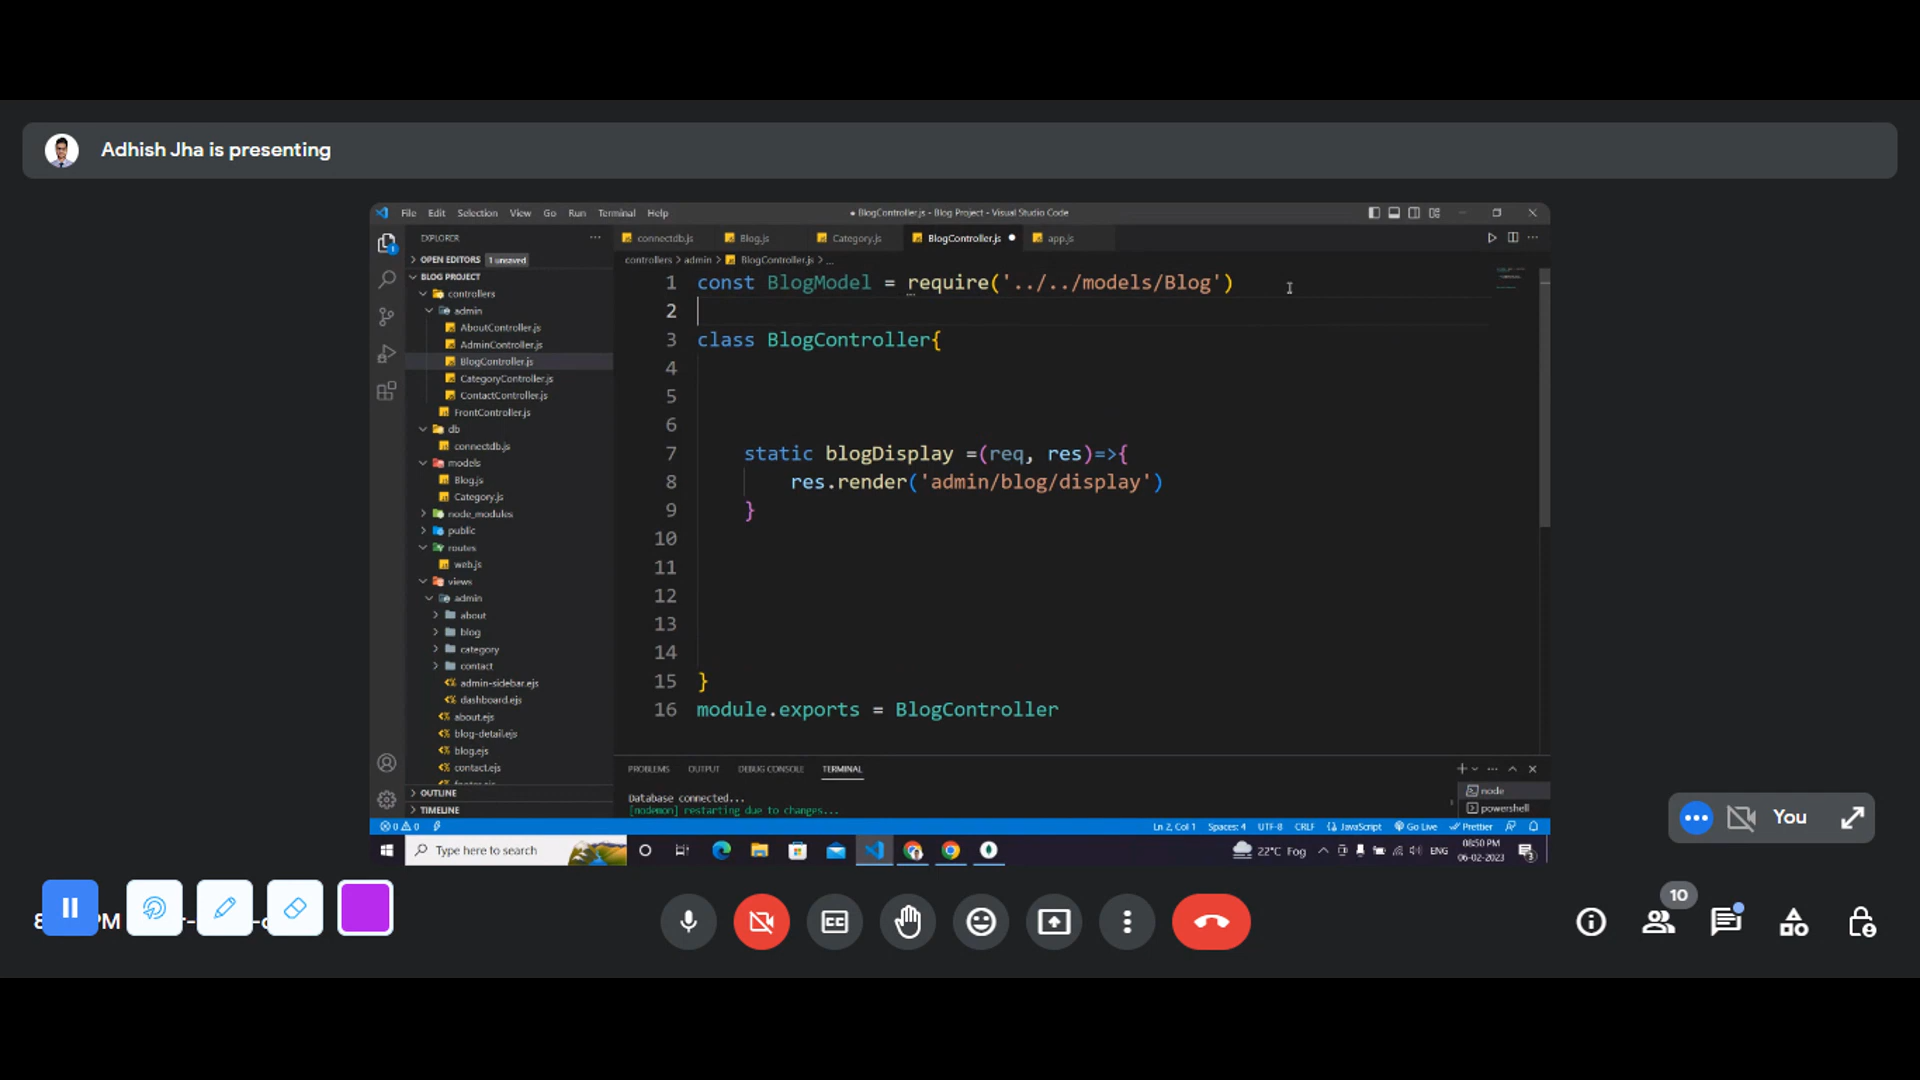 Adhish Jha is presenting
File Edit Selection View Go Run Terminal Help
● BlogController.js - Blog Project - Visual Studio Code
EXPLORER
connectdb.js Blog.js Category.js BlogController.js app.js
OPEN EDITORS 1 unsaved
controllers > admin > BlogController.js > ...
BLOG PROJECT
controllers
admin
AboutController.js
AdminController.js
BlogController.js
CategoryController.js
ContactController.js
FrontController.js
db
connectdb.js
models
Blog.js
Category.js
node_modules
public
routes
web.js
views
admin
about
blog
category
contact
admin-sidebar.ejs
dashboard.ejs
about.ejs
blog-detail.ejs
blog.ejs
contact.ejs
OUTLINE
TIMELINE
1 const BlogModel = require('../../models/Blog')
2
3 class BlogController{
4
5
6
7 static blogDisplay =(req, res)=>{
8 res.render('admin/blog/display')
9 }
10
11
12
13
14
15 }
16 module.exports = BlogController
PROBLEMS OUTPUT DEBUG CONSOLE TERMINAL
Database connected...
[nodemon] restarting due to changes...
node
powershell
0 0 Ln 2, Col 1 Spaces: 4 UTF-8 CRLF JavaScript Go Live Prettier
Type here to search
22°C Fog ENG
08:50 PM
06-02-2023
3
You
8
PM
10